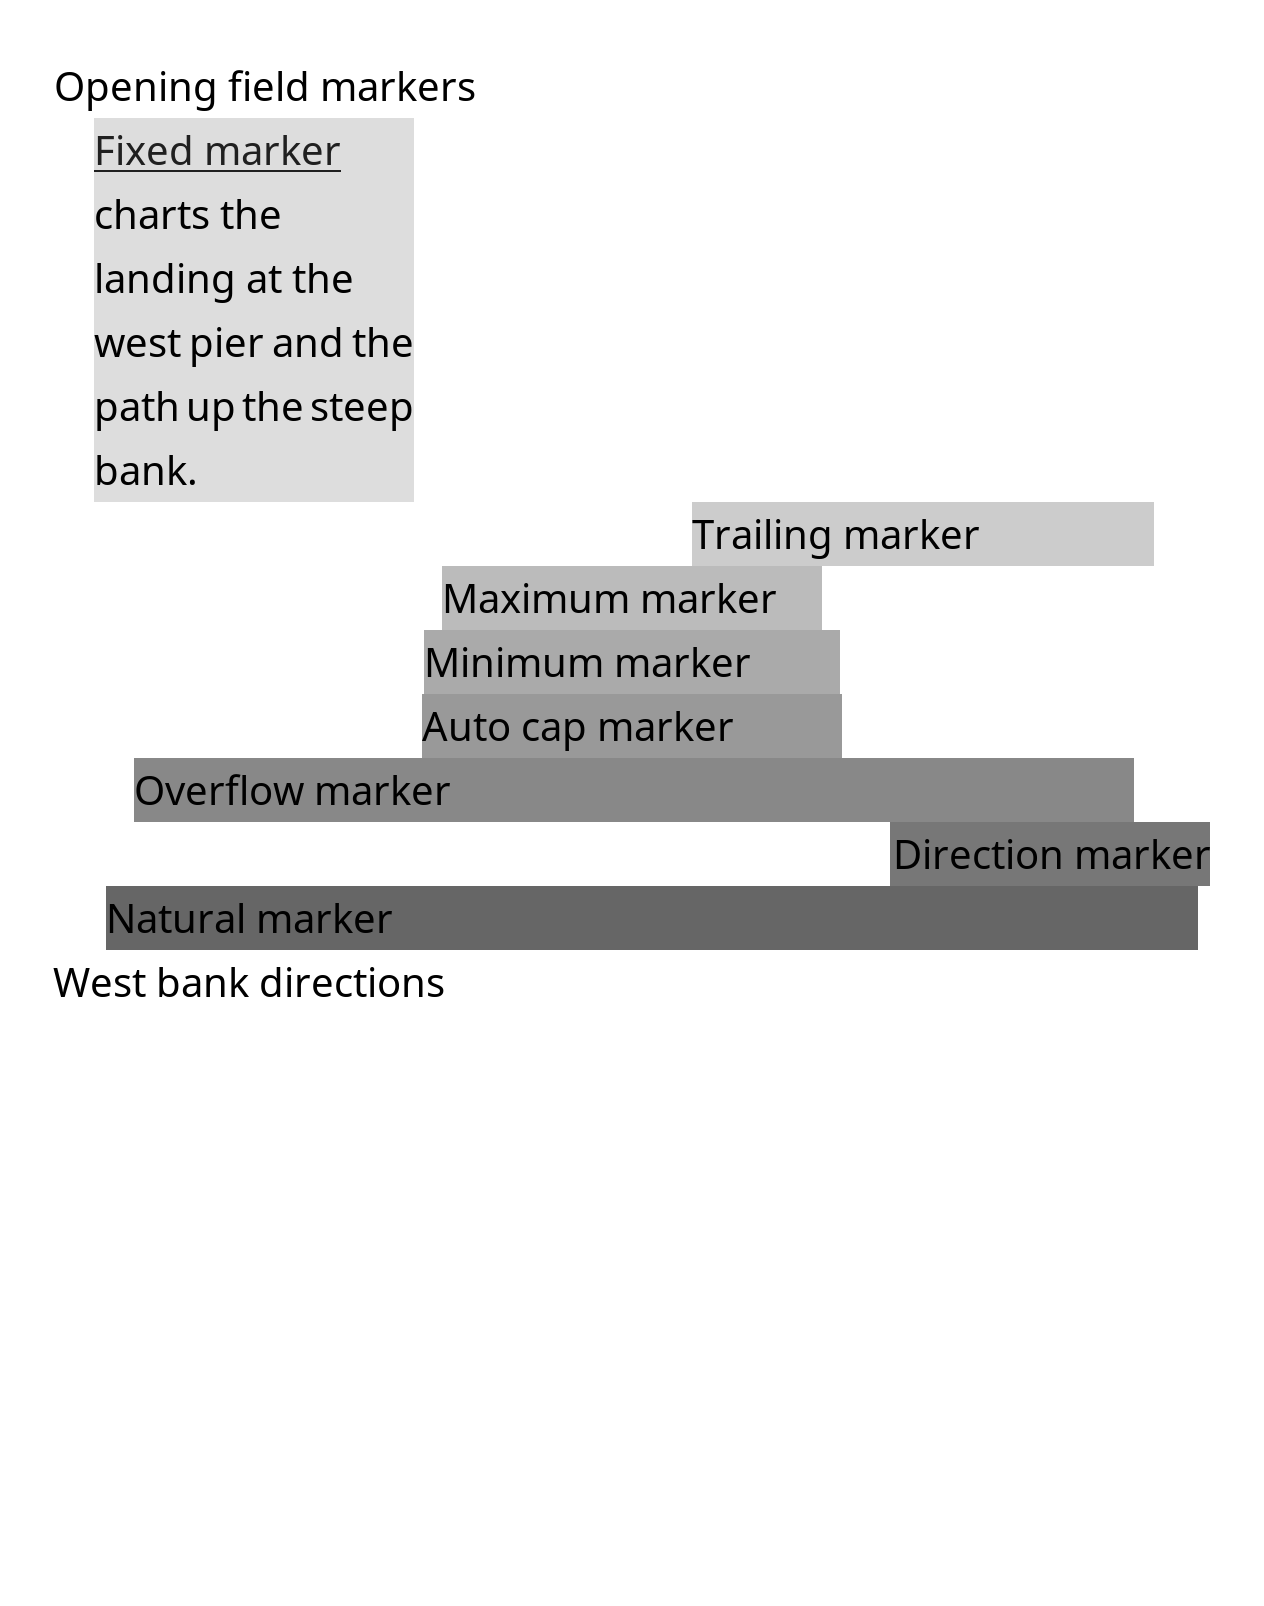 Opening field markers
Fixed marker
charts the
landing at the
west pier and the
path up the steep
bank.
Trailing marker
Maximum marker
Minimum marker
Auto cap marker
Overflow marker
Direction marker
Natural marker
West bank directions